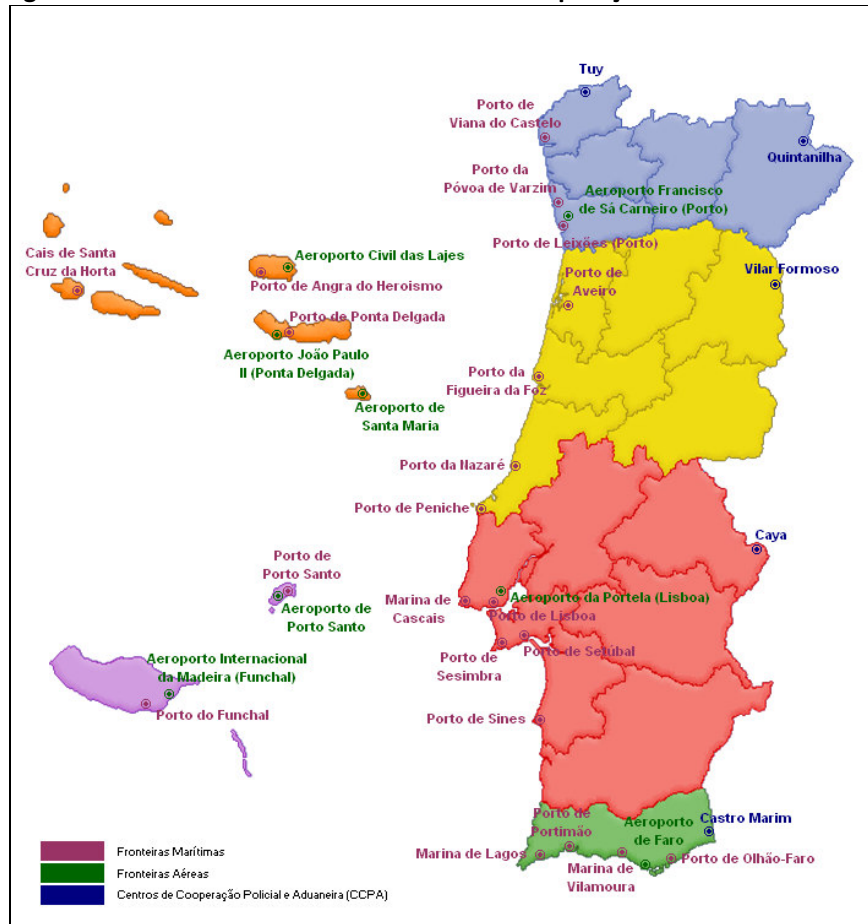 Tuy
Porto de
Viana do Castelo
Quintanilha
Porto da
Póvoa de Varzim
Aeroporto Francisco
de Sá Carneiro (Porto)
Porto de Leixões (Porto)
Cais de Santa
Cruz da Horta
Aeroporto Civil das Lajes
Porto de Angra do Heroismo
Porto de Ponta Delgada
Aeroporto João Paulo
II (Ponta Delgada)
Aeroporto de
Santa Maria
Porto de
Aveiro
Vilar Formoso
Porto da
Figueira da Foz
Porto da Nazaré
Porto de Peniche
Caya
Porto de
Porto Santo
Aeroporto de
Porto Santo
Marina de
Cascais
Aeroporto da Portela (Lisboa)
Porto de Lisboa
Porto de Setúbal
Porto de
Sesimbra
Aeroporto Internacional
da Madeira (Funchal)
Porto do Funchal
Porto de Sines
Porto de
Portimão
Aeroporto
de Faro
Castro Marim
Marina de Lagos
Marina de
Vilamoura
Porto de Olhão-Faro
Fronteiras Marítimas
Fronteiras Aéreas
Centros de Cooperação Policial e Aduaneira (CCPA)